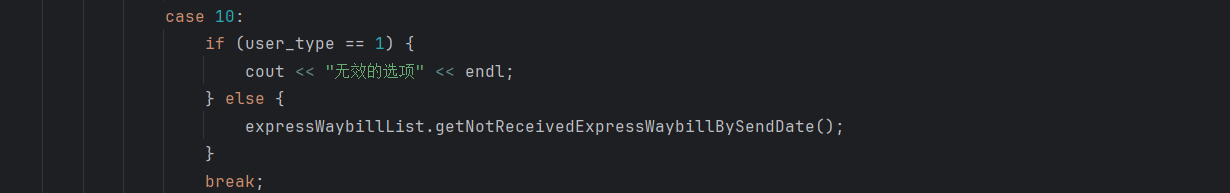 case 10:
if (user_type == 1) {
cout << "无效的选项" << endl;
} else {
expressWaybillList.getNotReceivedExpressWaybillBySendDate();
}
break;